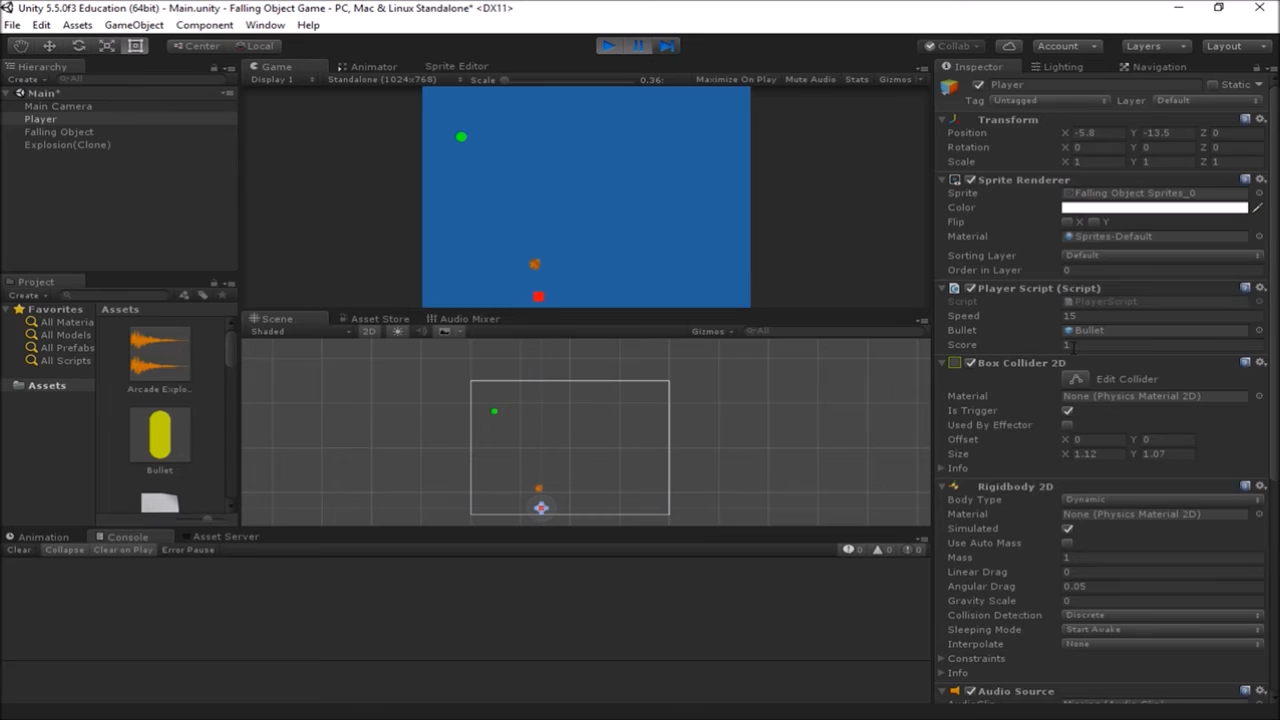 Unity 5.5.0f3 Education (64bit) - Main.unity - Falling Object Game - PC, Mac & Linux Standalone* <DX11>
File Edit Assets GameObject Component Window Help
Center Local Collab Account Layers Layout
Hierarchy
Create All
Main*
Main Camera
Player
Falling Object
Explosion(Clone)
Game Animator Sprite Editor
Display 1 Standalone (1024x768) Scale 0.36: Maximize On Play Mute Audio Stats Gizmos
Project
Create
Favorites
All Materia
All Models
All Prefabs
All Scripts
Assets
Assets
Arcade Explo...
Bullet
Scene Asset Store Audio Mixer
Shaded 2D Gizmos All
Animation Console Asset Server
Clear Collapse Clear on Play Error Pause 0 0 0
Inspector Lighting Navigation
Player Static
Tag Untagged Layer Default
Transform
Position X -5.8 Y -13.5 Z 0
Rotation X 0 Y 0 Z 0
Scale X 1 Y 1 Z 1
Sprite Renderer
Sprite Falling Object Sprites_0
Color
Flip X Y
Material Sprites-Default
Sorting Layer Default
Order in Layer 0
Player Script (Script)
Script PlayerScript
Speed 15
Bullet Bullet
Score 1
Box Collider 2D
Edit Collider
Material None (Physics Material 2D)
Is Trigger
Used By Effector
Offset X 0 Y 0
Size X 1.12 Y 1.07
Info
Rigidbody 2D
Body Type Dynamic
Material None (Physics Material 2D)
Simulated
Use Auto Mass
Mass 1
Linear Drag 0
Angular Drag 0.05
Gravity Scale 0
Collision Detection Discrete
Sleeping Mode Start Awake
Interpolate None
Constraints
Info
Audio Source